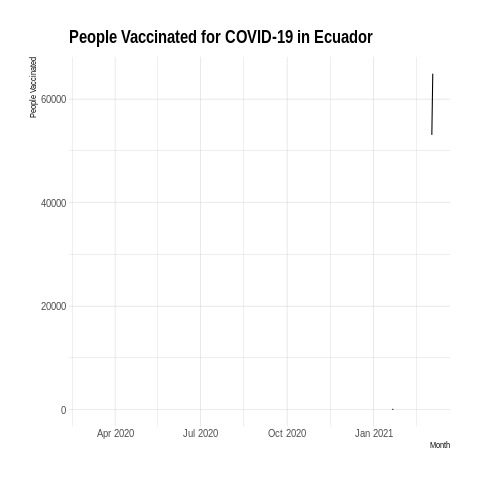 People Vaccinated for COVID-19 in Ecuador
People Vaccinated
60000
40000
20000
0
Apr 2020
Jul 2020
Oct 2020
Jan 2021
Month